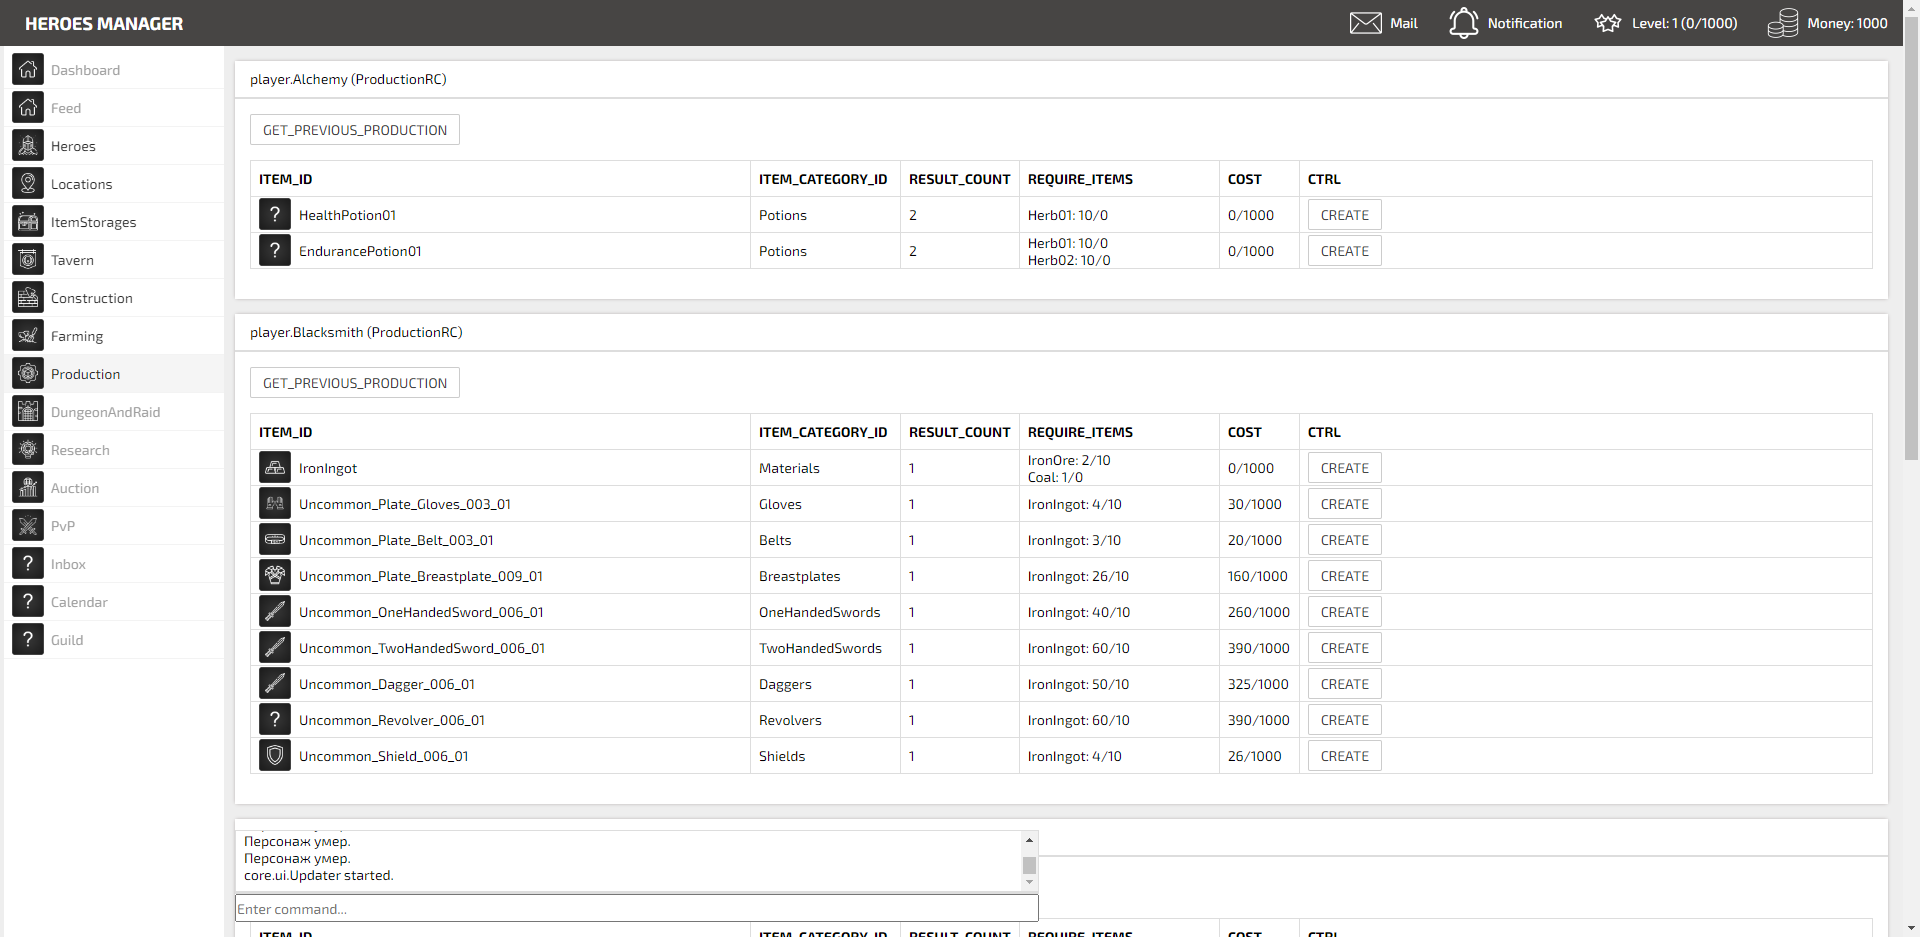 HEROES MANAGER
Mail
Notification
Level: 1 (0/1000)
Money: 1000
Dashboard
Feed
Heroes
Locations
ItemStorages
Tavern
Construction
Farming
Production
DungeonAndRaid
Research
Auction
PvP
? Inbox
? Calendar
? Guild
player.Alchemy (ProductionRC)
GET_PREVIOUS_PRODUCTION
ITEM_ID ITEM_CATEGORY_ID RESULT_COUNT REQUIRE_ITEMS COST CTRL
? HealthPotion01 Potions 2 Herb01: 10/0 0/1000 CREATE
? EndurancePotion01 Potions 2 Herb01: 10/0 0/1000 CREATE
Herb02: 10/0
player.Blacksmith (ProductionRC)
GET_PREVIOUS_PRODUCTION
ITEM_ID ITEM_CATEGORY_ID RESULT_COUNT REQUIRE_ITEMS COST CTRL
IronIngot Materials 1 IronOre: 2/10 0/1000 CREATE
Coal: 1/0
Uncommon_Plate_Gloves_003_01 Gloves 1 IronIngot: 4/10 30/1000 CREATE
Uncommon_Plate_Belt_003_01 Belts 1 IronIngot: 3/10 20/1000 CREATE
Uncommon_Plate_Breastplate_009_01 Breastplates 1 IronIngot: 26/10 160/1000 CREATE
Uncommon_OneHandedSword_006_01 OneHandedSwords 1 IronIngot: 40/10 260/1000 CREATE
Uncommon_TwoHandedSword_006_01 TwoHandedSwords 1 IronIngot: 60/10 390/1000 CREATE
Uncommon_Dagger_006_01 Daggers 1 IronIngot: 50/10 325/1000 CREATE
? Uncommon_Revolver_006_01 Revolvers 1 IronIngot: 60/10 390/1000 CREATE
Uncommon_Shield_006_01 Shields 1 IronIngot: 4/10 26/1000 CREATE
Персонаж умер.
Персонаж умер.
core.ui.Updater started.
Enter command...
ITEM_ID ITEM_CATEGORY_ID RESULT_COUNT REQUIRE_ITEMS COST CTRL